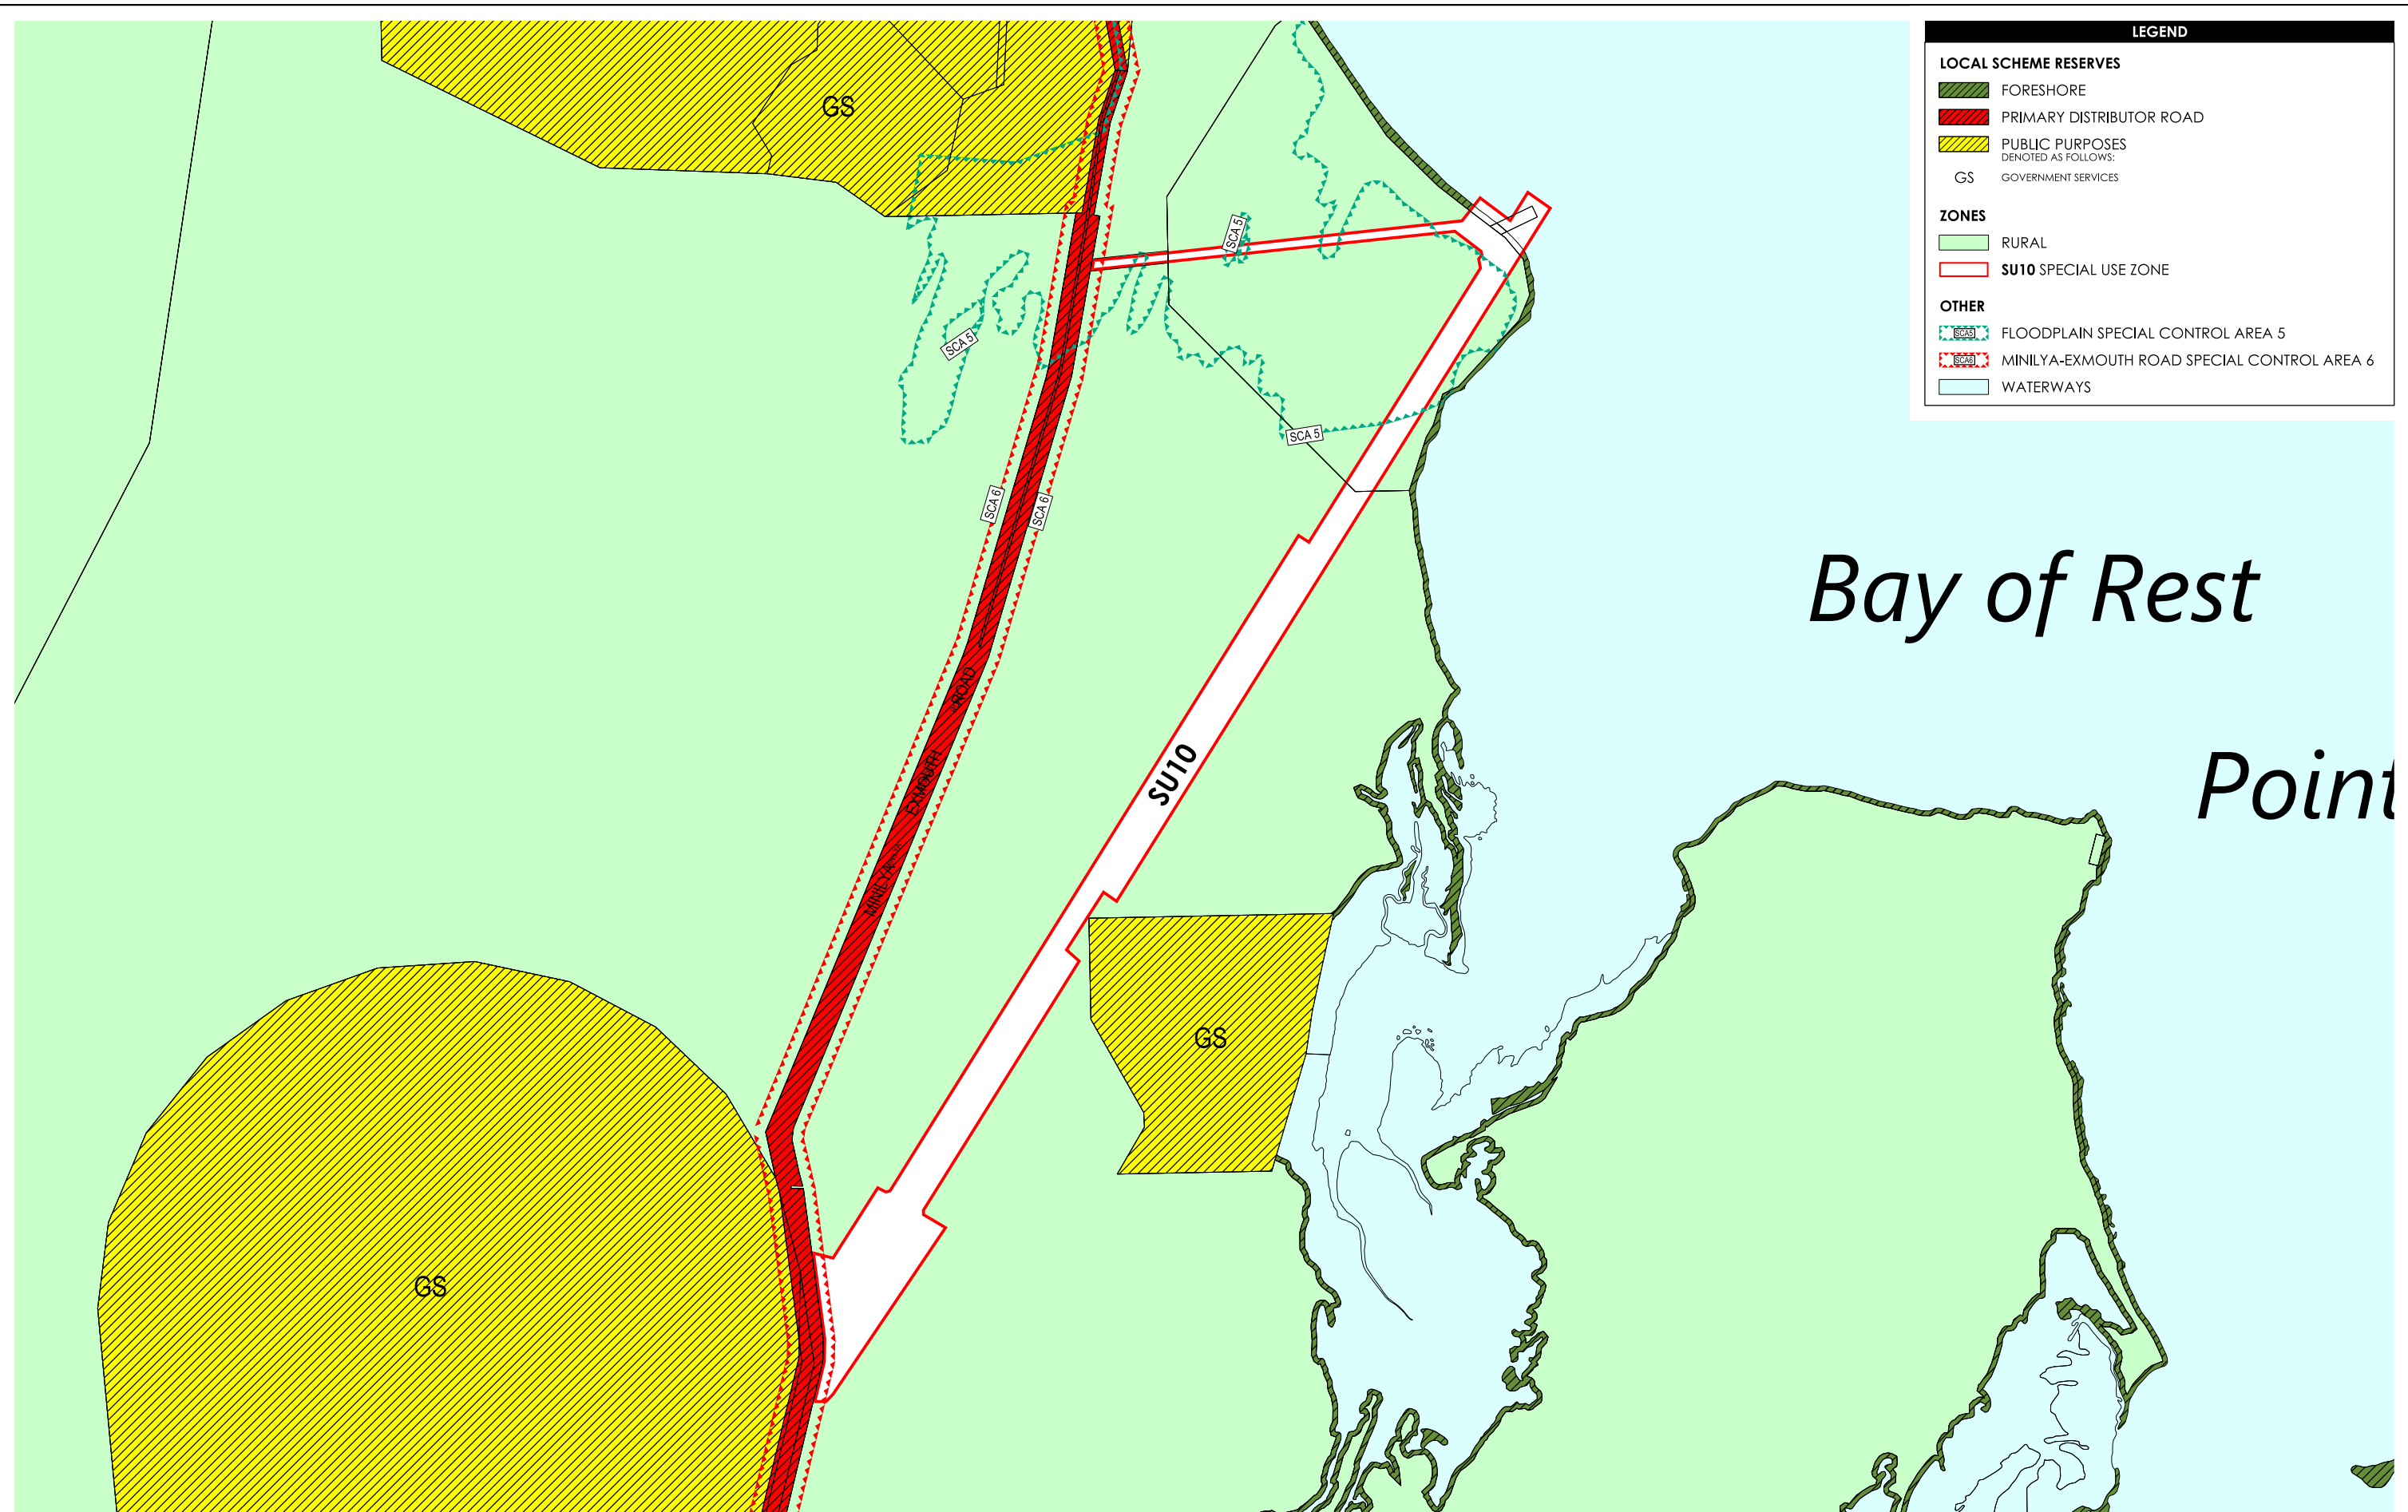 LEGEND
LOCAL SCHEME RESERVES
FORESHORE
PRIMARY DISTRIBUTOR ROAD
PUBLIC PURPOSES
DENOTED AS FOLLOWS:
GS GOVERNMENT SERVICES
ZONES
RURAL
SU10 SPECIAL USE ZONE
OTHER
SCA5 FLOODPLAIN SPECIAL CONTROL AREA 5
SCA6 MINILYA-EXMOUTH ROAD SPECIAL CONTROL AREA 6
WATERWAYS
GS
SCA 5
SCA 5
SCA 5
SCA 6
SCA 6
Bay of Rest
ROAD
EXMOUTH
MINILYA
SU10
Point
GS
GS